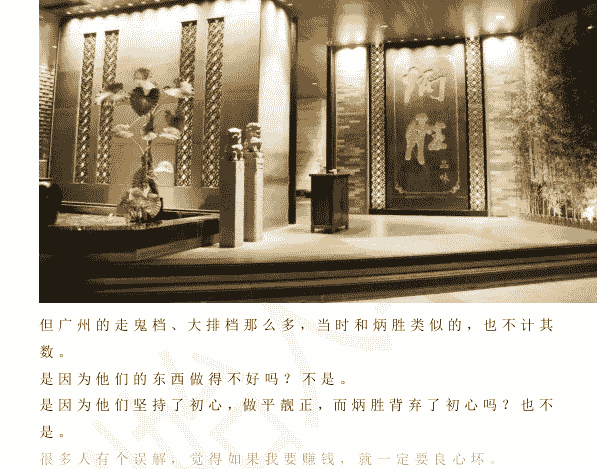 炳胜
品味
但广州的走鬼档、大排档那么多，当时和炳胜类似的，也不计其
数。
是因为他们的东西做得不好吗？不是。
是因为他们坚持了初心，做平靓正，而炳胜背弃了初心吗？也不
是。
很多人有个误解，觉得如果我要赚钱，就一定要良心坏。